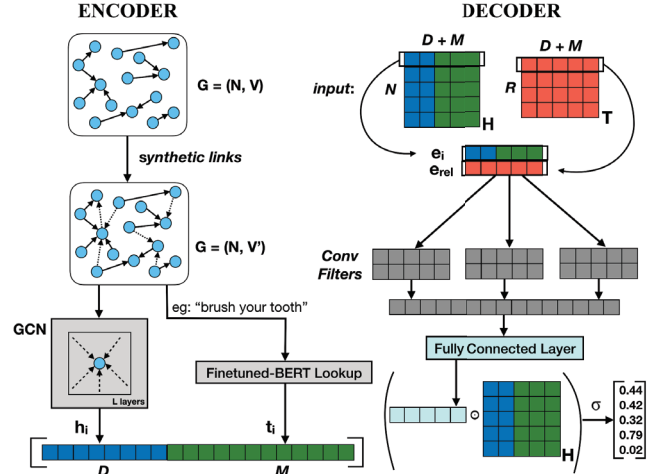 ENCODER
G = (N, V)
synthetic links
G = (N, V')
eg: "brush your tooth"
GCN
L layers
Finetuned-BERT Lookup
hi
ti
D
M
DECODER
D + M
D + M
input:
N
R
H
T
ei
erel
Conv
Filters
Fully Connected Layer
⊙
H
σ
0.44
0.42
0.32
0.79
0.02